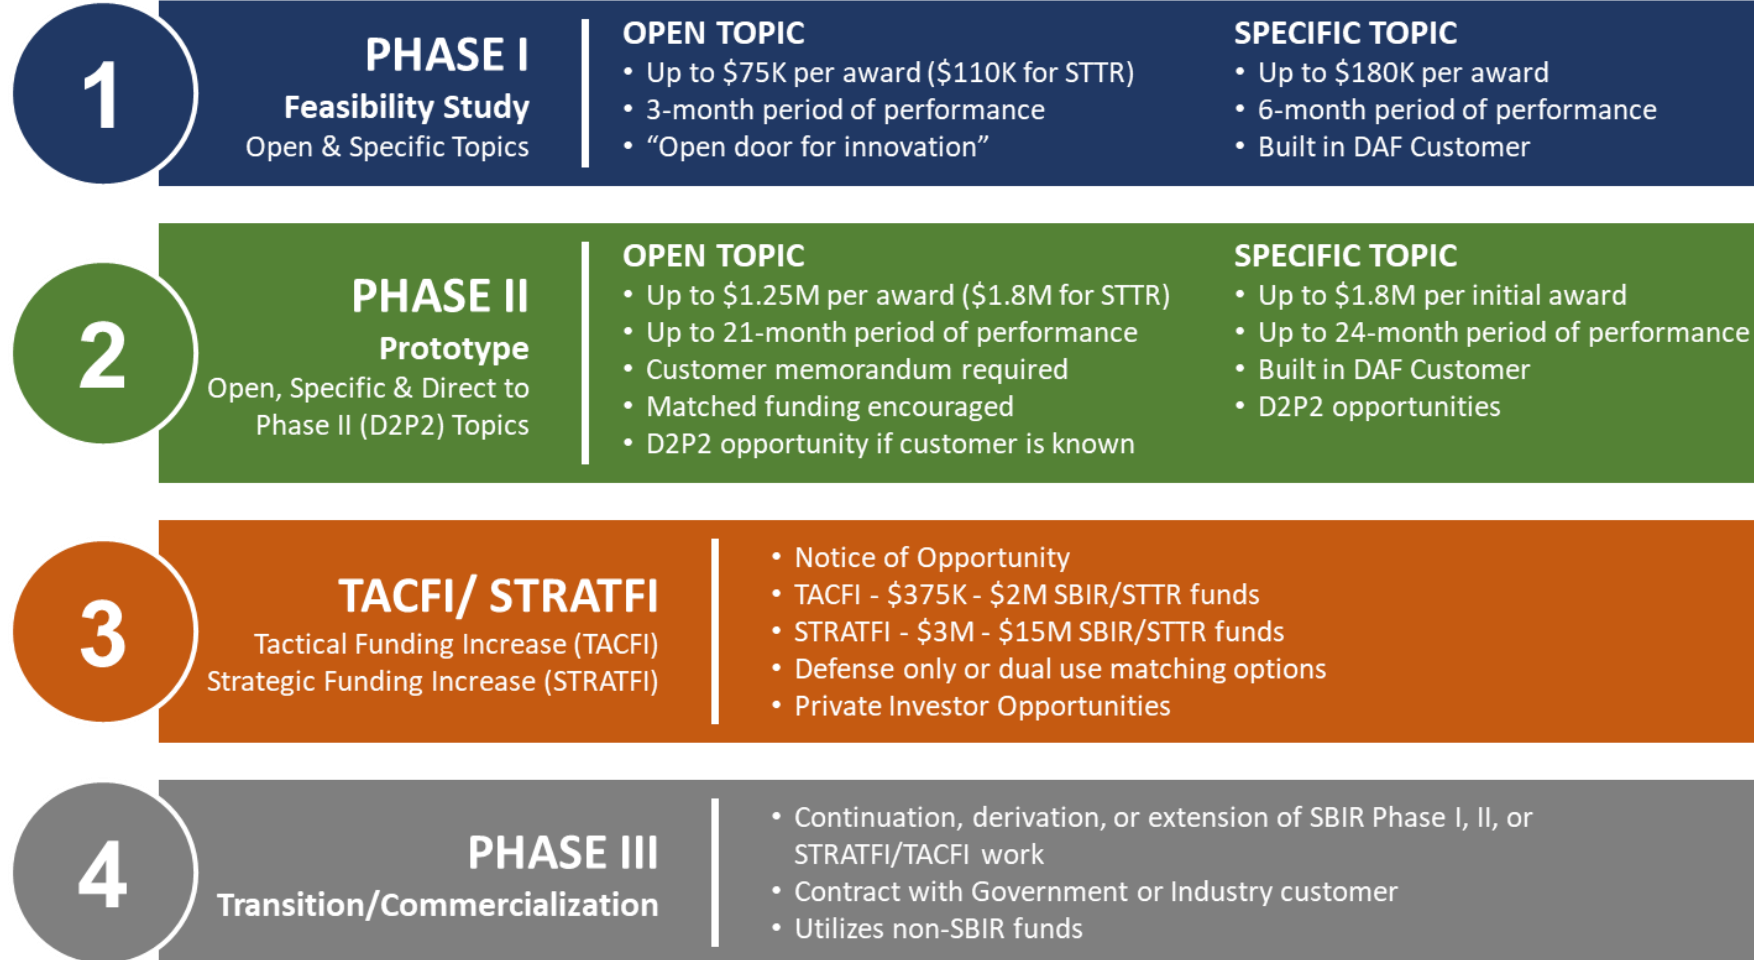 1
PHASE I
Feasibility Study
Open & Specific Topics
OPEN TOPIC
• Up to $75K per award ($110K for STTR)
• 3-month period of performance
• “Open door for innovation”
SPECIFIC TOPIC
• Up to $180K per award
• 6-month period of performance
• Built in DAF Customer
2
PHASE II
Prototype
Open, Specific & Direct to
Phase II (D2P2) Topics
OPEN TOPIC
• Up to $1.25M per award ($1.8M for STTR)
• Up to 21-month period of performance
• Customer memorandum required
• Matched funding encouraged
• D2P2 opportunity if customer is known
SPECIFIC TOPIC
• Up to $1.8M per initial award
• Up to 24-month period of performance
• Built in DAF Customer
• D2P2 opportunities
3
TACFI/ STRATFI
Tactical Funding Increase (TACFI)
Strategic Funding Increase (STRATFI)
• Notice of Opportunity
• TACFI - $375K - $2M SBIR/STTR funds
• STRATFI - $3M - $15M SBIR/STTR funds
• Defense only or dual use matching options
• Private Investor Opportunities
4
PHASE III
Transition/Commercialization
• Continuation, derivation, or extension of SBIR Phase I, II, or
STRATFI/TACFI work
• Contract with Government or Industry customer
• Utilizes non-SBIR funds